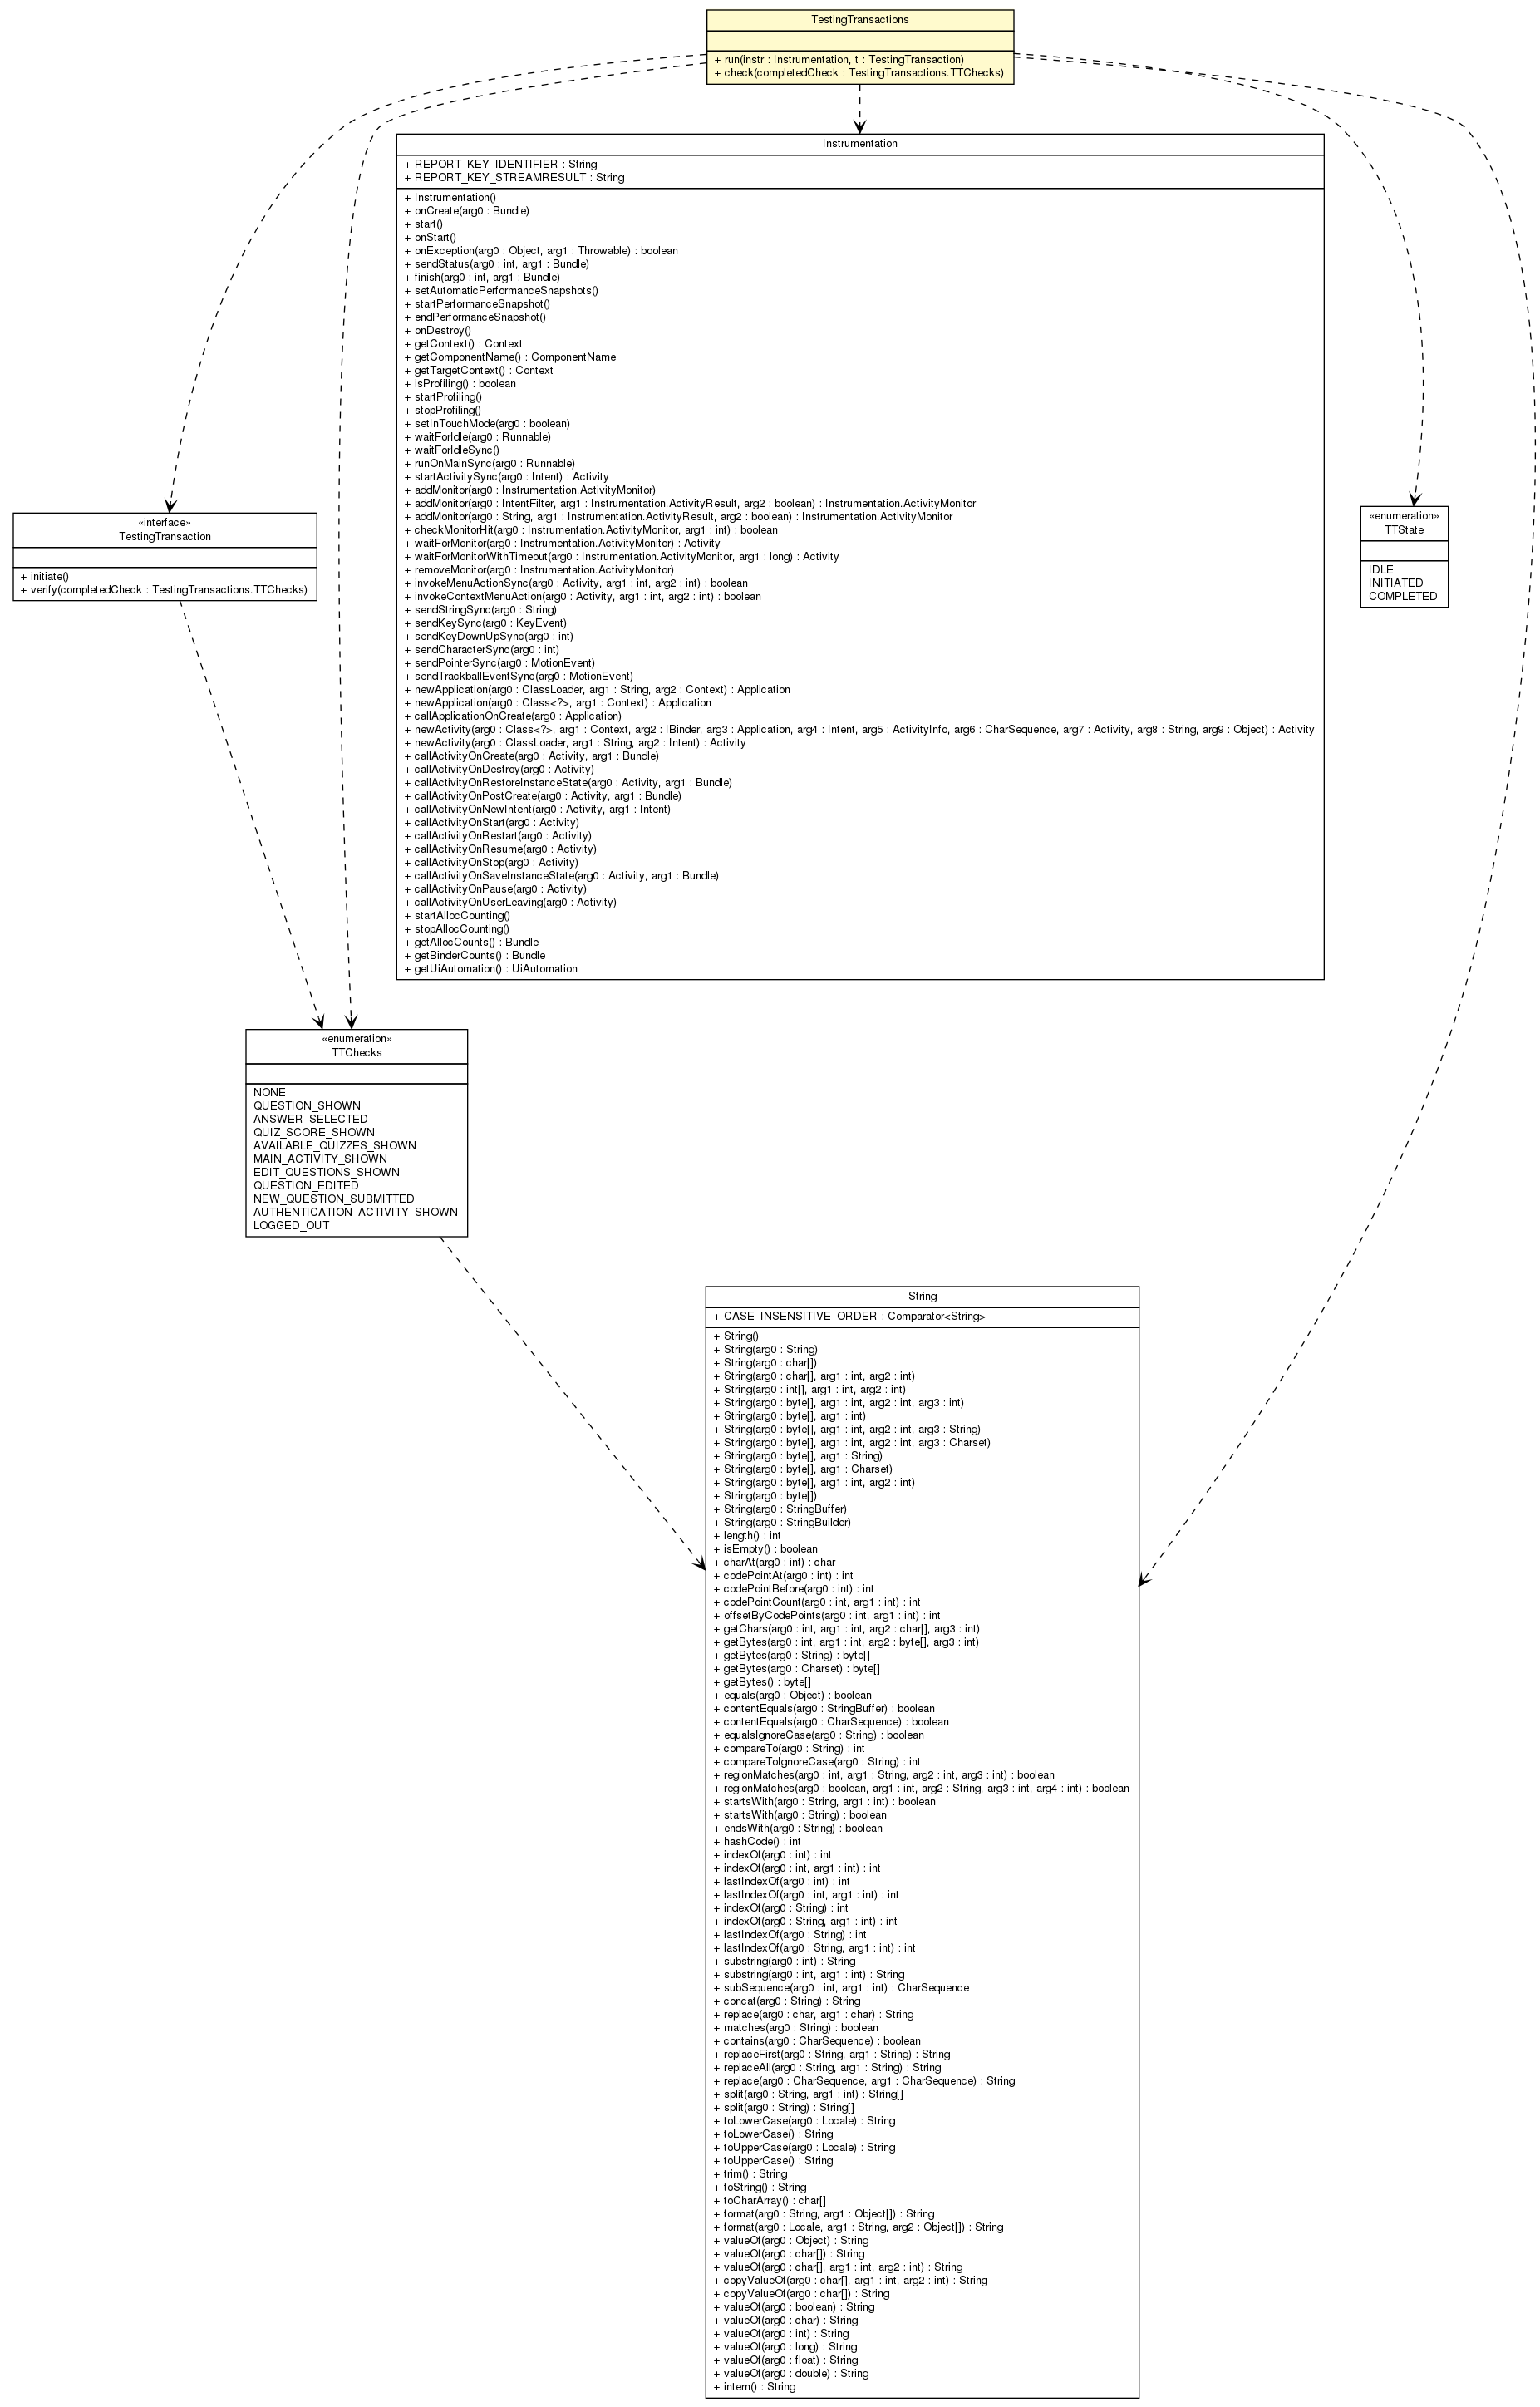 TestingTransactions
+ run(instr : Instrumentation, t : TestingTransaction)
+ check(completedCheck : TestingTransactions.TTChecks)
Instrumentation
+ REPORT_KEY_IDENTIFIER : String
+ REPORT_KEY_STREAMRESULT : String
+ Instrumentation()
+ onCreate(arg0 : Bundle)
+ start()
+ onStart()
+ onException(arg0 : Object, arg1 : Throwable) : boolean
+ sendStatus(arg0 : int, arg1 : Bundle)
+ finish(arg0 : int, arg1 : Bundle)
+ setAutomaticPerformanceSnapshots()
+ startPerformanceSnapshot()
+ endPerformanceSnapshot()
+ onDestroy()
+ getContext() : Context
+ getComponentName() : ComponentName
+ getTargetContext() : Context
+ isProfiling() : boolean
+ startProfiling()
+ stopProfiling()
+ setInTouchMode(arg0 : boolean)
+ waitForIdle(arg0 : Runnable)
+ waitForIdleSync()
+ runOnMainSync(arg0 : Runnable)
+ startActivitySync(arg0 : Intent) : Activity
+ addMonitor(arg0 : Instrumentation.ActivityMonitor)
+ addMonitor(arg0 : IntentFilter, arg1 : Instrumentation.ActivityResult, arg2 : boolean) : Instrumentation.ActivityMonitor
+ addMonitor(arg0 : String, arg1 : Instrumentation.ActivityResult, arg2 : boolean) : Instrumentation.ActivityMonitor
+ checkMonitorHit(arg0 : Instrumentation.ActivityMonitor, arg1 : int) : boolean
+ waitForMonitor(arg0 : Instrumentation.ActivityMonitor) : Activity
+ waitForMonitorWithTimeout(arg0 : Instrumentation.ActivityMonitor, arg1 : long) : Activity
+ removeMonitor(arg0 : Instrumentation.ActivityMonitor)
+ invokeMenuActionSync(arg0 : Activity, arg1 : int, arg2 : int) : boolean
+ invokeContextMenuAction(arg0 : Activity, arg1 : int, arg2 : int) : boolean
+ sendStringSync(arg0 : String)
+ sendKeySync(arg0 : KeyEvent)
+ sendKeyDownUpSync(arg0 : int)
+ sendCharacterSync(arg0 : int)
+ sendPointerSync(arg0 : MotionEvent)
+ sendTrackballEventSync(arg0 : MotionEvent)
+ newApplication(arg0 : ClassLoader, arg1 : String, arg2 : Context) : Application
+ newApplication(arg0 : Class<?>, arg1 : Context) : Application
+ callApplicationOnCreate(arg0 : Application)
+ newActivity(arg0 : Class<?>, arg1 : Context, arg2 : IBinder, arg3 : Application, arg4 : Intent, arg5 : ActivityInfo, arg6 : CharSequence, arg7 : Activity, arg8 : String, arg9 : Object) : Activity
+ newActivity(arg0 : ClassLoader, arg1 : String, arg2 : Intent) : Activity
+ callActivityOnCreate(arg0 : Activity, arg1 : Bundle)
+ callActivityOnDestroy(arg0 : Activity)
+ callActivityOnRestoreInstanceState(arg0 : Activity, arg1 : Bundle)
+ callActivityOnPostCreate(arg0 : Activity, arg1 : Bundle)
+ callActivityOnNewIntent(arg0 : Activity, arg1 : Intent)
+ callActivityOnStart(arg0 : Activity)
+ callActivityOnRestart(arg0 : Activity)
+ callActivityOnResume(arg0 : Activity)
+ callActivityOnStop(arg0 : Activity)
+ callActivityOnSaveInstanceState(arg0 : Activity, arg1 : Bundle)
+ callActivityOnPause(arg0 : Activity)
+ callActivityOnUserLeaving(arg0 : Activity)
+ startAllocCounting()
+ stopAllocCounting()
+ getAllocCounts() : Bundle
+ getBinderCounts() : Bundle
+ getUiAutomation() : UiAutomation
«interface»
TestingTransaction
+ initiate()
+ verify(completedCheck : TestingTransactions.TTChecks)
«enumeration»
TTState
IDLE
INITIATED
COMPLETED
«enumeration»
TTChecks
NONE
QUESTION_SHOWN
ANSWER_SELECTED
QUIZ_SCORE_SHOWN
AVAILABLE_QUIZZES_SHOWN
MAIN_ACTIVITY_SHOWN
EDIT_QUESTIONS_SHOWN
QUESTION_EDITED
NEW_QUESTION_SUBMITTED
AUTHENTICATION_ACTIVITY_SHOWN
LOGGED_OUT
String
+ CASE_INSENSITIVE_ORDER : Comparator<String>
+ String()
+ String(arg0 : String)
+ String(arg0 : char[])
+ String(arg0 : char[], arg1 : int, arg2 : int)
+ String(arg0 : int[], arg1 : int, arg2 : int)
+ String(arg0 : byte[], arg1 : int, arg2 : int, arg3 : int)
+ String(arg0 : byte[], arg1 : int)
+ String(arg0 : byte[], arg1 : int, arg2 : int, arg3 : String)
+ String(arg0 : byte[], arg1 : int, arg2 : int, arg3 : Charset)
+ String(arg0 : byte[], arg1 : String)
+ String(arg0 : byte[], arg1 : Charset)
+ String(arg0 : byte[], arg1 : int, arg2 : int)
+ String(arg0 : byte[])
+ String(arg0 : StringBuffer)
+ String(arg0 : StringBuilder)
+ length() : int
+ isEmpty() : boolean
+ charAt(arg0 : int) : char
+ codePointAt(arg0 : int) : int
+ codePointBefore(arg0 : int) : int
+ codePointCount(arg0 : int, arg1 : int) : int
+ offsetByCodePoints(arg0 : int, arg1 : int) : int
+ getChars(arg0 : int, arg1 : int, arg2 : char[], arg3 : int)
+ getBytes(arg0 : int, arg1 : int, arg2 : byte[], arg3 : int)
+ getBytes(arg0 : String) : byte[]
+ getBytes(arg0 : Charset) : byte[]
+ getBytes() : byte[]
+ equals(arg0 : Object) : boolean
+ contentEquals(arg0 : StringBuffer) : boolean
+ contentEquals(arg0 : CharSequence) : boolean
+ equalsIgnoreCase(arg0 : String) : boolean
+ compareTo(arg0 : String) : int
+ compareToIgnoreCase(arg0 : String) : int
+ regionMatches(arg0 : int, arg1 : String, arg2 : int, arg3 : int) : boolean
+ regionMatches(arg0 : boolean, arg1 : int, arg2 : String, arg3 : int, arg4 : int) : boolean
+ startsWith(arg0 : String, arg1 : int) : boolean
+ startsWith(arg0 : String) : boolean
+ endsWith(arg0 : String) : boolean
+ hashCode() : int
+ indexOf(arg0 : int) : int
+ indexOf(arg0 : int, arg1 : int) : int
+ lastIndexOf(arg0 : int) : int
+ lastIndexOf(arg0 : int, arg1 : int) : int
+ indexOf(arg0 : String) : int
+ indexOf(arg0 : String, arg1 : int) : int
+ lastIndexOf(arg0 : String) : int
+ lastIndexOf(arg0 : String, arg1 : int) : int
+ substring(arg0 : int) : String
+ substring(arg0 : int, arg1 : int) : String
+ subSequence(arg0 : int, arg1 : int) : CharSequence
+ concat(arg0 : String) : String
+ replace(arg0 : char, arg1 : char) : String
+ matches(arg0 : String) : boolean
+ contains(arg0 : CharSequence) : boolean
+ replaceFirst(arg0 : String, arg1 : String) : String
+ replaceAll(arg0 : String, arg1 : String) : String
+ replace(arg0 : CharSequence, arg1 : CharSequence) : String
+ split(arg0 : String, arg1 : int) : String[]
+ split(arg0 : String) : String[]
+ toLowerCase(arg0 : Locale) : String
+ toLowerCase() : String
+ toUpperCase(arg0 : Locale) : String
+ toUpperCase() : String
+ trim() : String
+ toString() : String
+ toCharArray() : char[]
+ format(arg0 : String, arg1 : Object[]) : String
+ format(arg0 : Locale, arg1 : String, arg2 : Object[]) : String
+ valueOf(arg0 : Object) : String
+ valueOf(arg0 : char[]) : String
+ valueOf(arg0 : char[], arg1 : int, arg2 : int) : String
+ copyValueOf(arg0 : char[], arg1 : int, arg2 : int) : String
+ copyValueOf(arg0 : char[]) : String
+ valueOf(arg0 : boolean) : String
+ valueOf(arg0 : char) : String
+ valueOf(arg0 : int) : String
+ valueOf(arg0 : long) : String
+ valueOf(arg0 : float) : String
+ valueOf(arg0 : double) : String
+ intern() : String